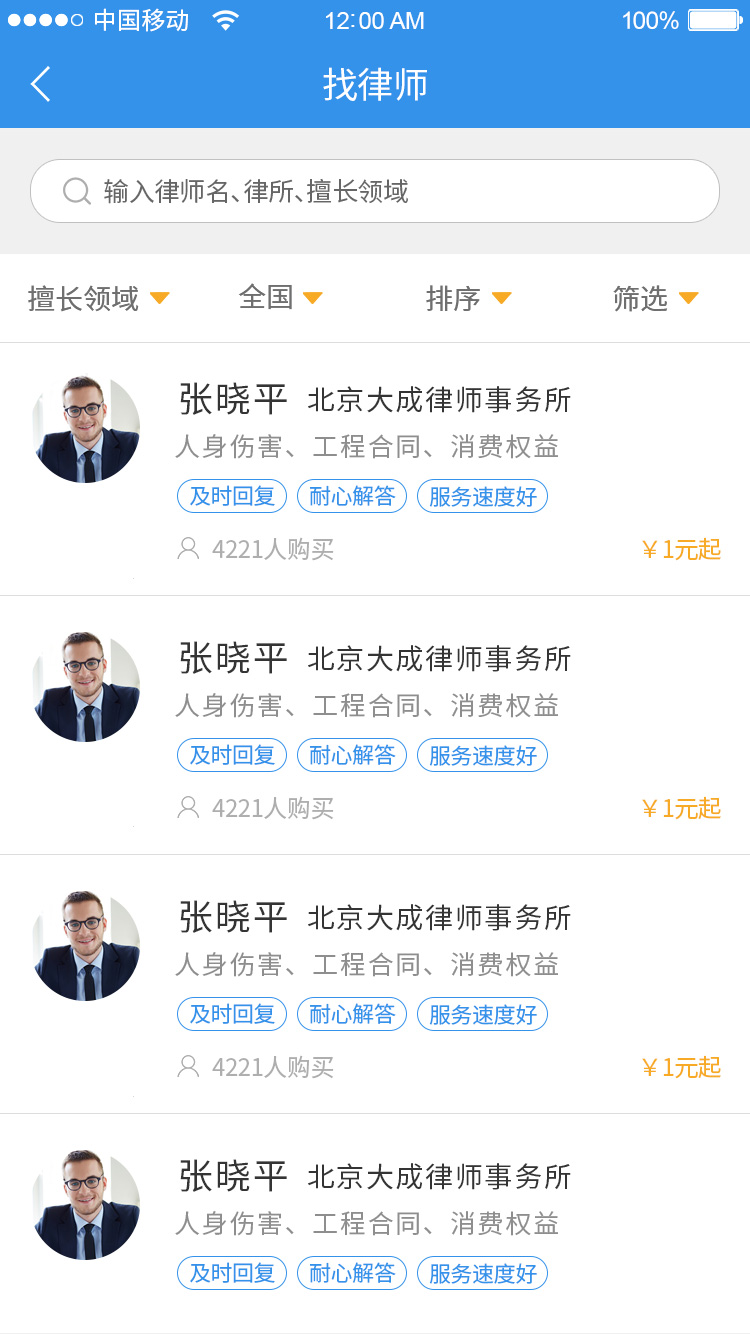 中国移动 12:00 AM 100%
找律师
输入律师名、律所、擅长领域
擅长领域 全国 排序 筛选
张晓平 北京大成律师事务所
人身伤害、工程合同、消费权益
及时回复 耐心解答 服务速度好
4221人购买 ￥1元起
张晓平 北京大成律师事务所
人身伤害、工程合同、消费权益
及时回复 耐心解答 服务速度好
4221人购买 ￥1元起
张晓平 北京大成律师事务所
人身伤害、工程合同、消费权益
及时回复 耐心解答 服务速度好
4221人购买 ￥1元起
张晓平 北京大成律师事务所
人身伤害、工程合同、消费权益
及时回复 耐心解答 服务速度好